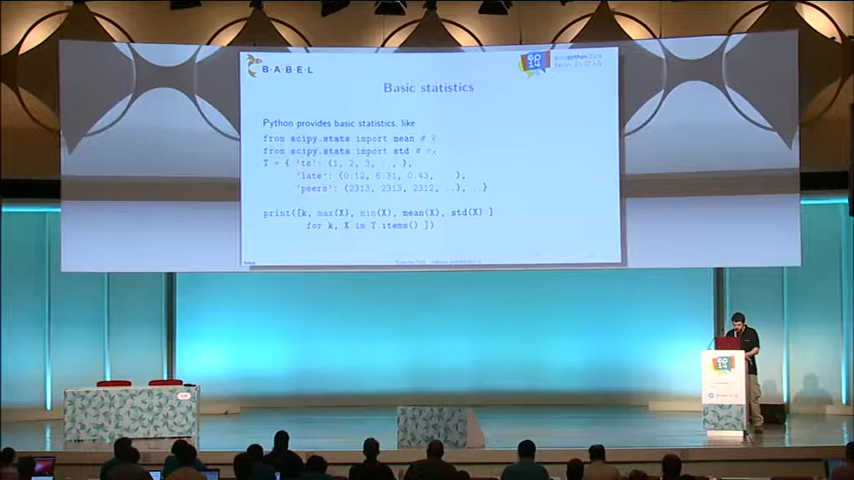 BABEL
europython 2014
Basic statistics
Python provides basic statistics, like
from scipy.stats import mean #
from scipy.stats import std #
T = { 'ts': (1, 2, 3, ..., ),
'late': (0.12, 6.31, 0.43, ),
'peers': (2313, 2313, 2312, ..), ..}
print([k, max(X), min(X), mean(X), std(X) ]
for k, X in T.items() ])